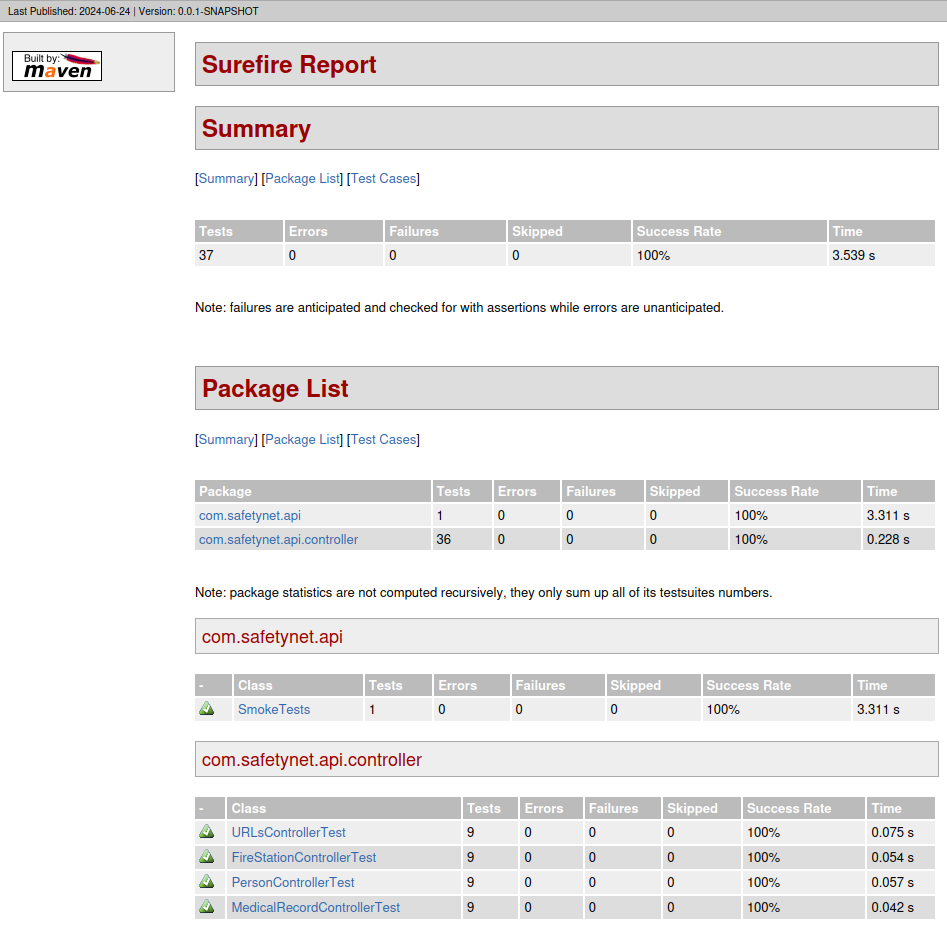 Last Published: 2024-06-24 | Version: 0.0.1-SNAPSHOT
Built by:
maven
Surefire Report
Summary
[Summary] [Package List] [Test Cases]
Tests Errors Failures Skipped Success Rate Time
37 0 0 0 100% 3.539 s
Note: failures are anticipated and checked for with assertions while errors are unanticipated.
Package List
[Summary] [Package List] [Test Cases]
Package Tests Errors Failures Skipped Success Rate Time
com.safetynet.api 1 0 0 0 100% 3.311 s
com.safetynet.api.controller 36 0 0 0 100% 0.228 s
Note: package statistics are not computed recursively, they only sum up all of its testsuites numbers.
com.safetynet.api
- Class Tests Errors Failures Skipped Success Rate Time
SmokeTests 1 0 0 0 100% 3.311 s
com.safetynet.api.controller
- Class Tests Errors Failures Skipped Success Rate Time
URLsControllerTest 9 0 0 0 100% 0.075 s
FireStationControllerTest 9 0 0 0 100% 0.054 s
PersonControllerTest 9 0 0 0 100% 0.057 s
MedicalRecordControllerTest 9 0 0 0 100% 0.042 s